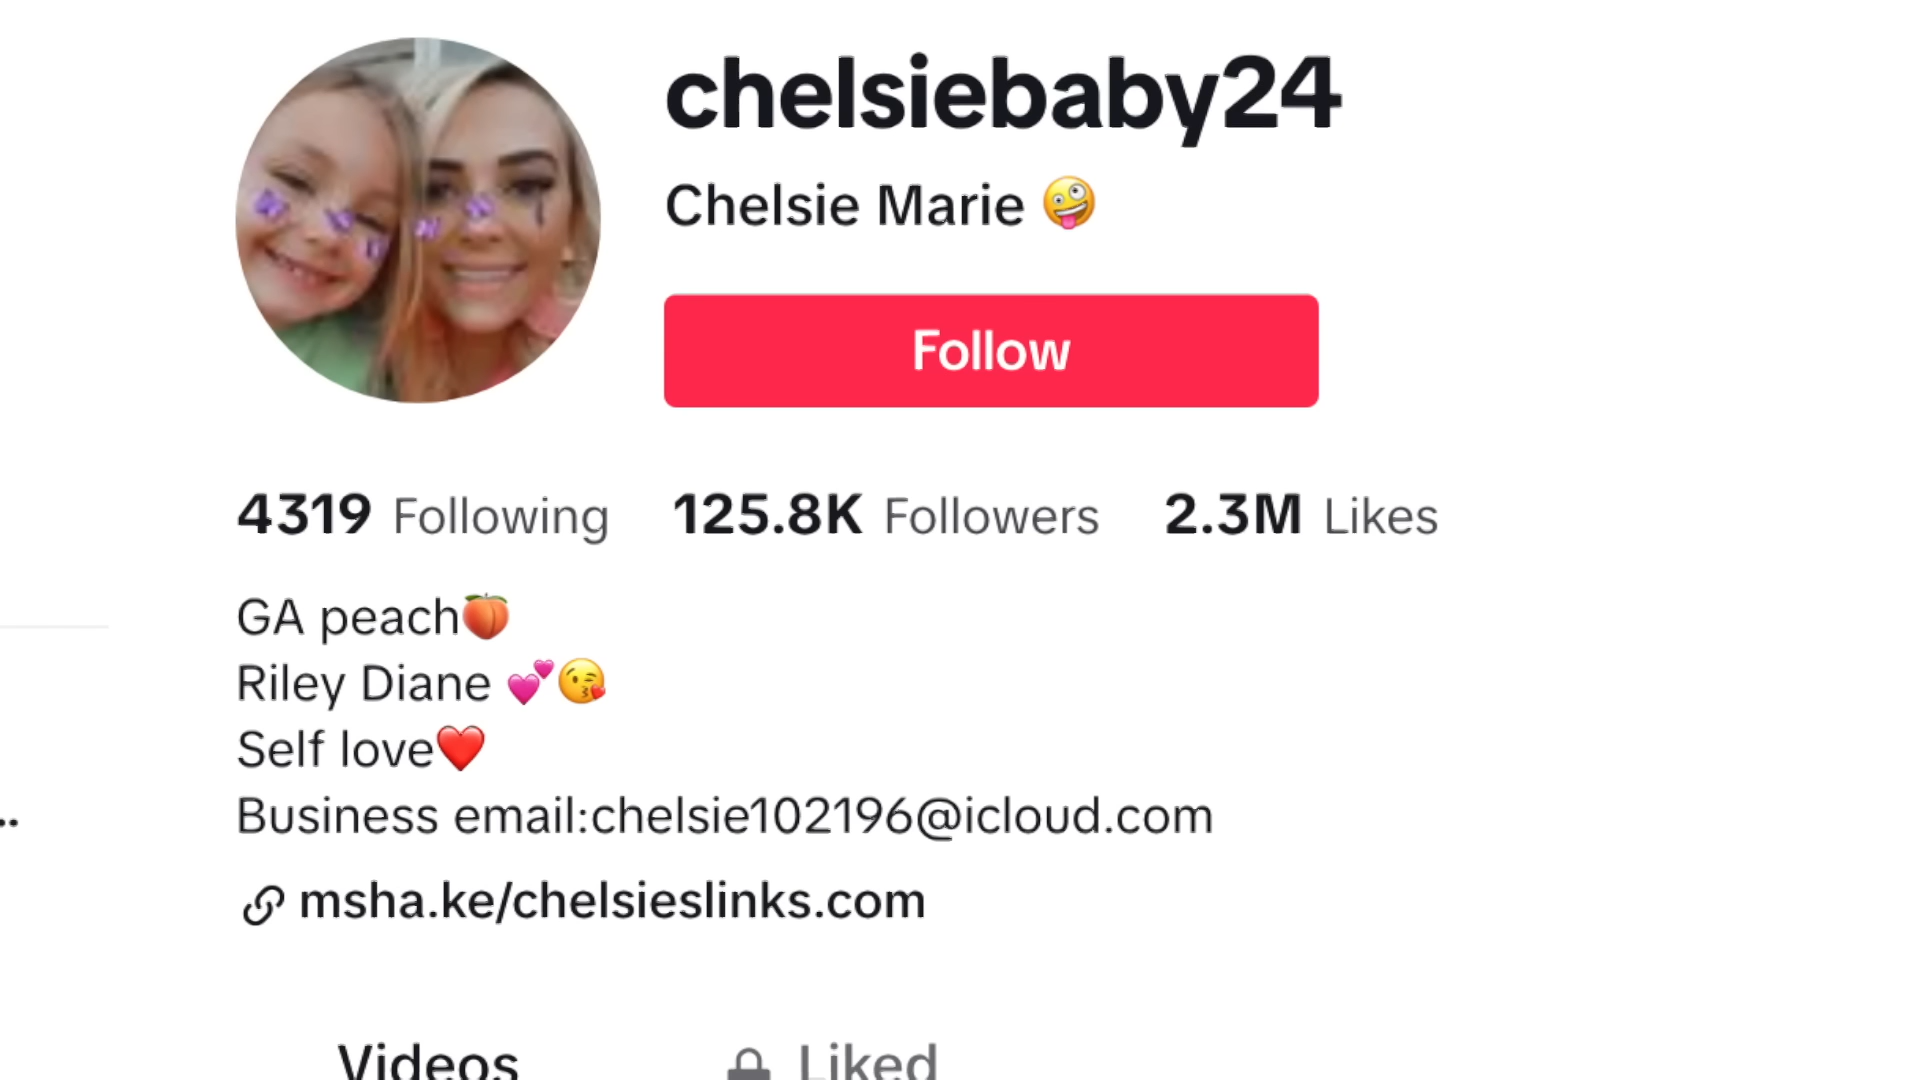 chelsiebaby24
Chelsie Marie 🤪
Follow
4319 Following 125.8K Followers 2.3M Likes
GA peach🍑
Riley Diane 💕😘
Self love❤️
Business email:chelsie102196@icloud.com
msha.ke/chelsieslinks.com
..
Videos Liked